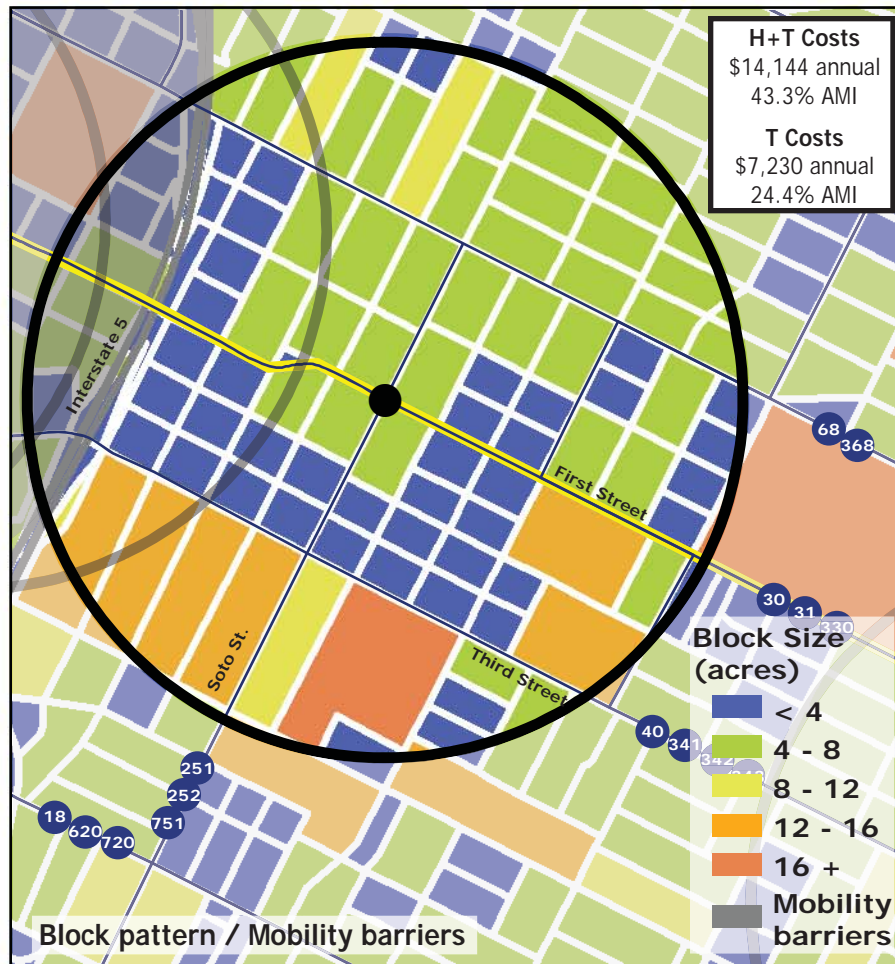 H+T Costs
$14,144 annual
43.3% AMI
T Costs
$7,230 annual
24.4% AMI
Interstate 5
68
368
First Street
30
31
330
Soto St.
Third Street
40
341
342
251
252
751
18
620
720
Block Size
(acres)
< 4
4 - 8
8 - 12
12 - 16
16 +
Mobility
barriers
Block pattern / Mobility barriers